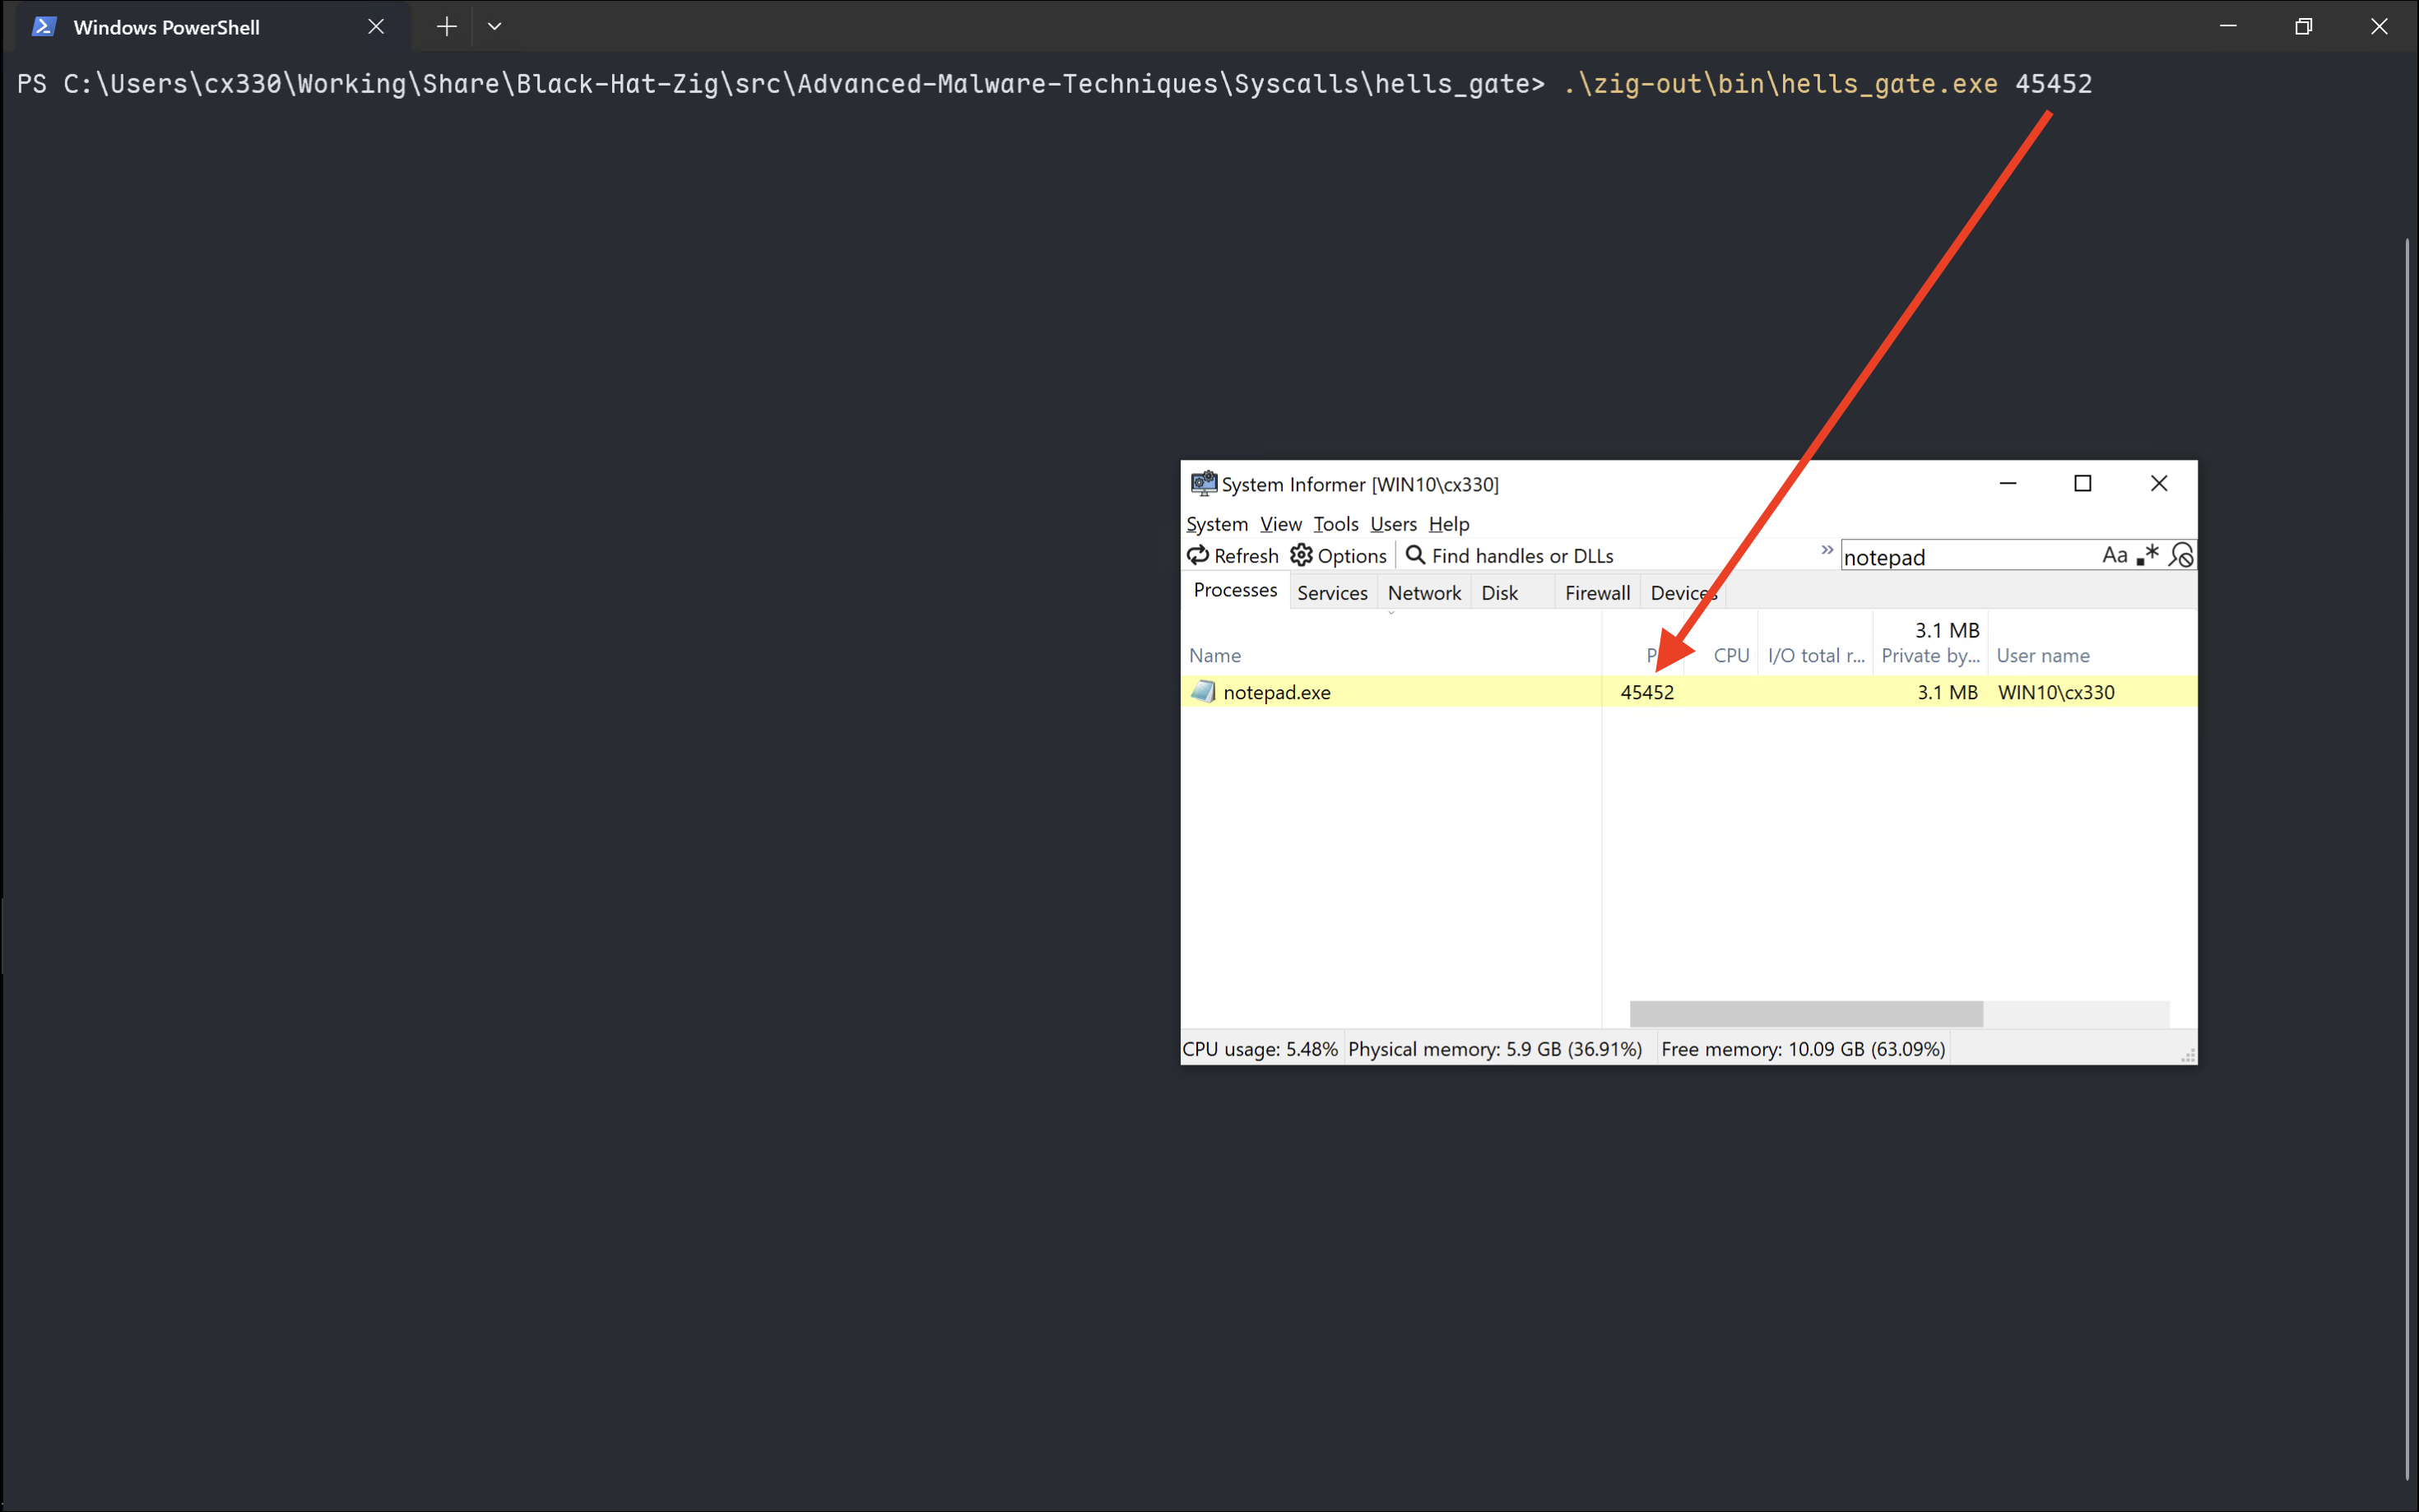 Windows PowerShell
PS C:\Users\cx330\Working\Share\Black-Hat-Zig\src\Advanced-Malware-Techniques\Syscalls\hells_gate> .\zig-out\bin\hells_gate.exe 45452
System Informer [WIN10\cx330]
System View Tools Users Help
Refresh Options Find handles or DLLs » notepad Aa .*
Processes Services Network Disk Firewall Devices
3.1 MB
Name CPU I/O total r... Private by... User name
notepad.exe 45452 3.1 MB WIN10\cx330
CPU usage: 5.48% Physical memory: 5.9 GB (36.91%) Free memory: 10.09 GB (63.09%)